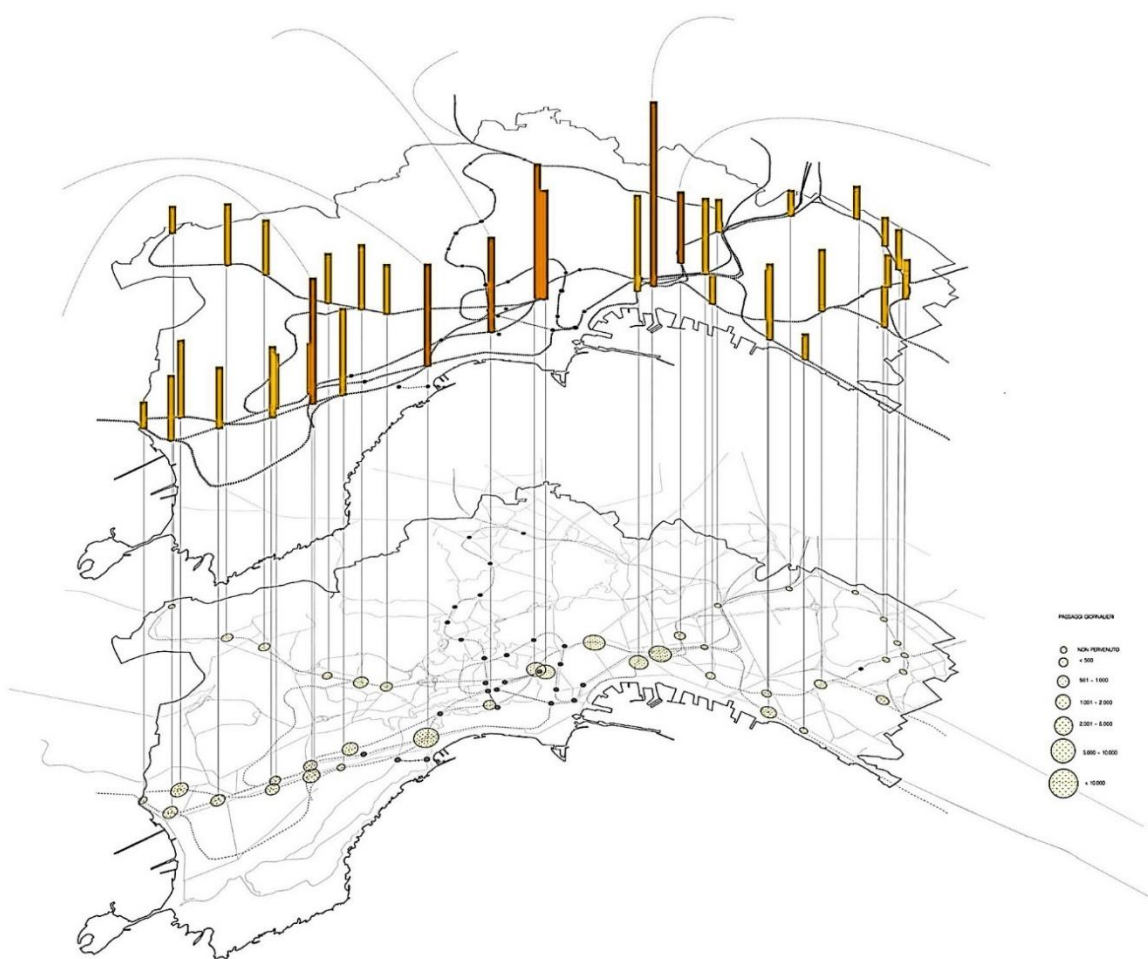 PASSAGGI GIORNALIERI
NON PERVENUTO
< 500
501 ÷ 1.000
1.001 ÷ 2.000
2.001 ÷ 5.000
5.000 ÷ 10.000
< 10.000